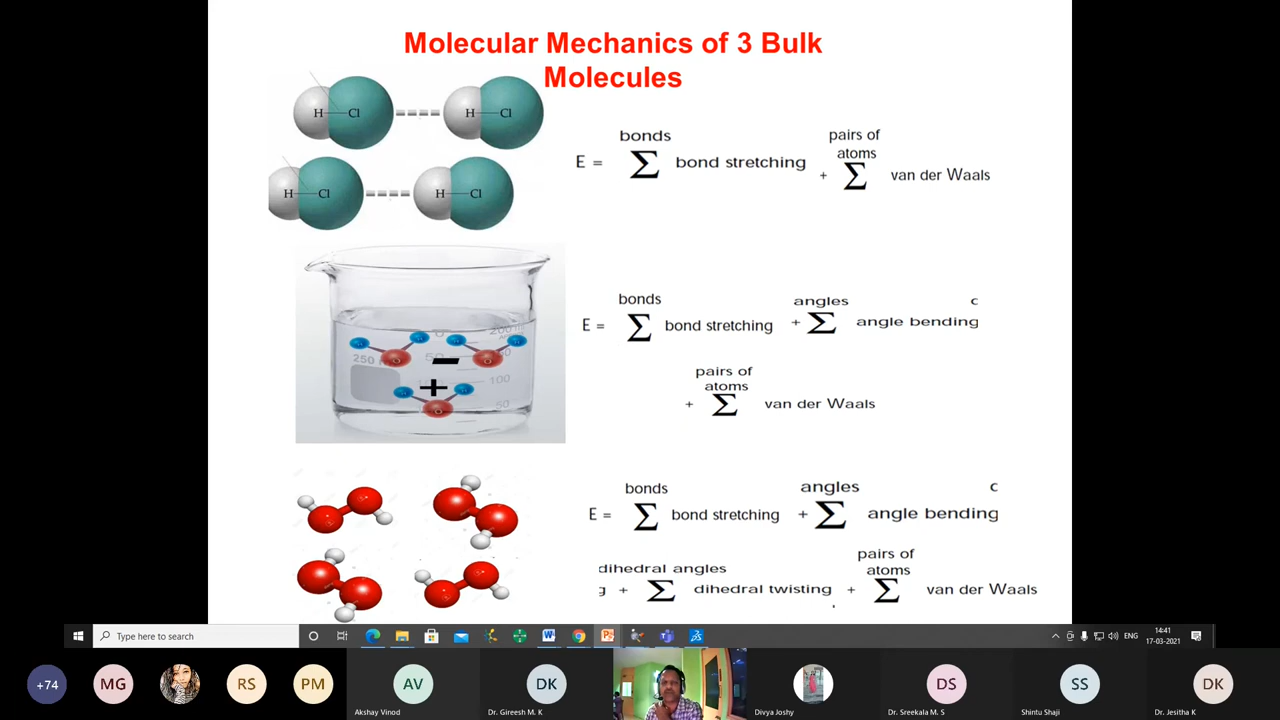 Molecular Mechanics of 3 Bulk
Molecules
H Cl H Cl
H Cl H Cl
bonds
pairs of
atoms
E = ∑ bond stretching + ∑ van der Waals
bonds angles c
E = ∑ bond stretching + ∑ angle bending
pairs of
atoms
+ ∑ van der Waals
250
50
100
50
−
+
bonds angles c
E = ∑ bond stretching + ∑ angle bending
pairs of
dihedral angles atoms
g + ∑ dihedral twisting + ∑ van der Waals
Type here to search
ENG
14:41
17-03-2021
+74 MG RS PM AV DK DS SS DK
Akshay Vinod Dr. Gireesh M. K Divya Joshy Dr. Sreekala M. S Shintu Shaji Dr. Jesitha K